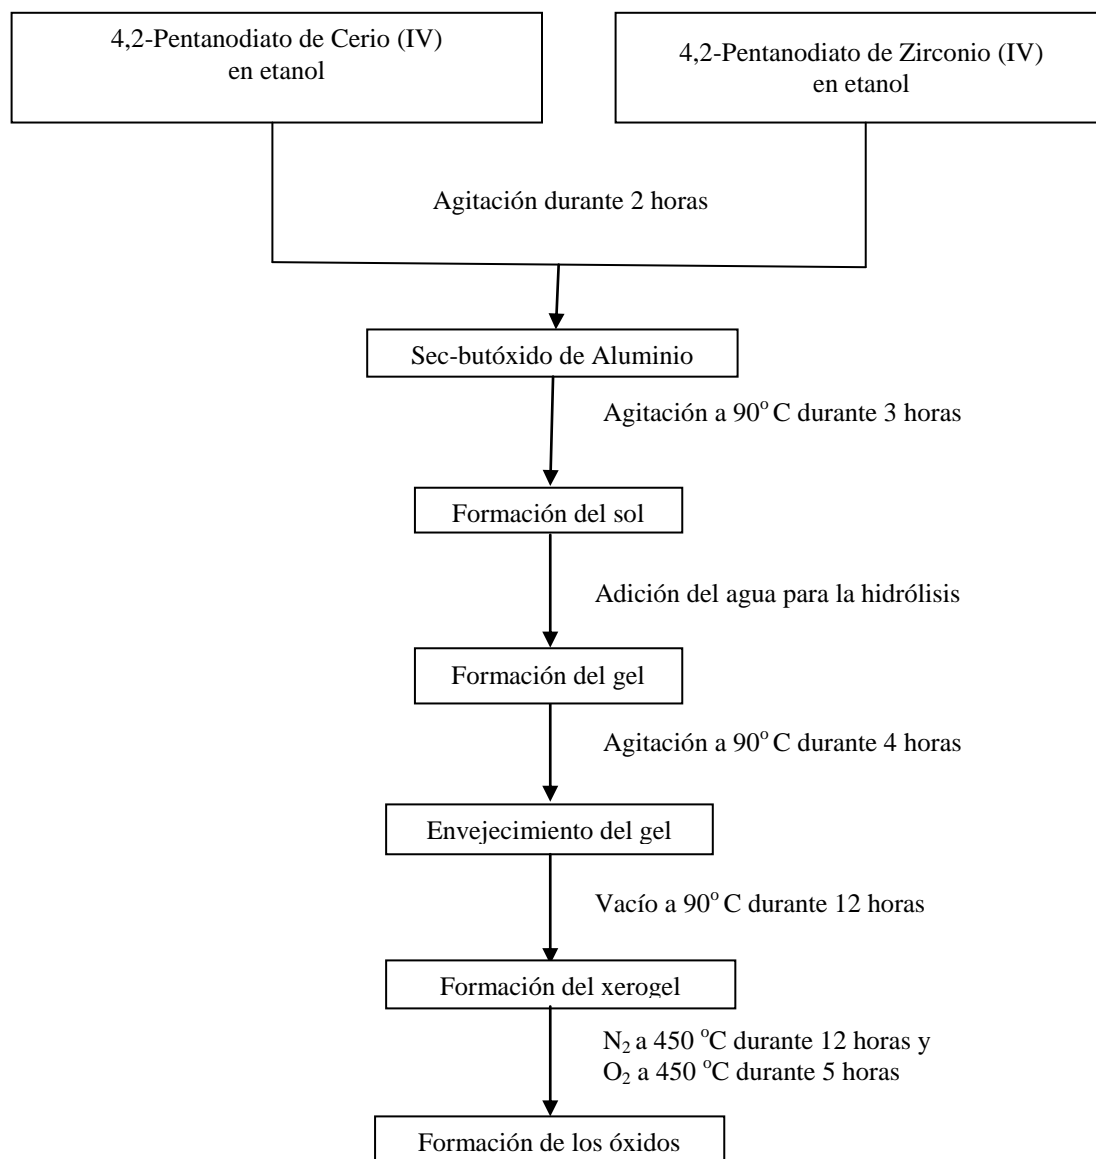 4,2-Pentanodiato de Cerio (IV)
en etanol
4,2-Pentanodiato de Zirconio (IV)
en etanol
Agitación durante 2 horas
Sec-butóxido de Aluminio
Agitación a 90° C durante 3 horas
Formación del sol
Adición del agua para la hidrólisis
Formación del gel
Agitación a 90° C durante 4 horas
Envejecimiento del gel
Vacío a 90° C durante 12 horas
Formación del xerogel
N₂ a 450 °C durante 12 horas y
O₂ a 450 °C durante 5 horas
Formación de los óxidos